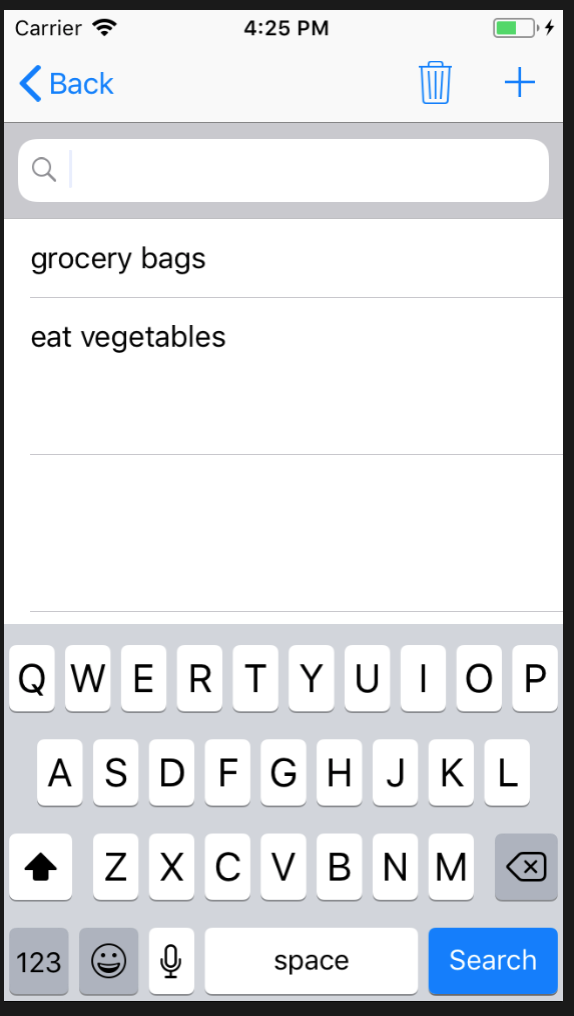 Carrier 4:25 PM
Back
grocery bags
eat vegetables
Q W E R T Y U I O P
A S D F G H J K L
Z X C V B N M
123 space Search